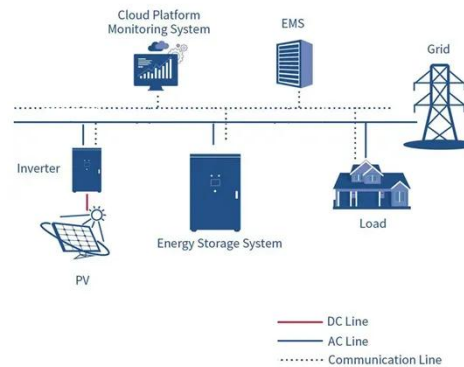 Cloud Platform
Monitoring System
EMS
Grid
Inverter
Energy Storage System
Load
PV
DC Line
AC Line
Communication Line